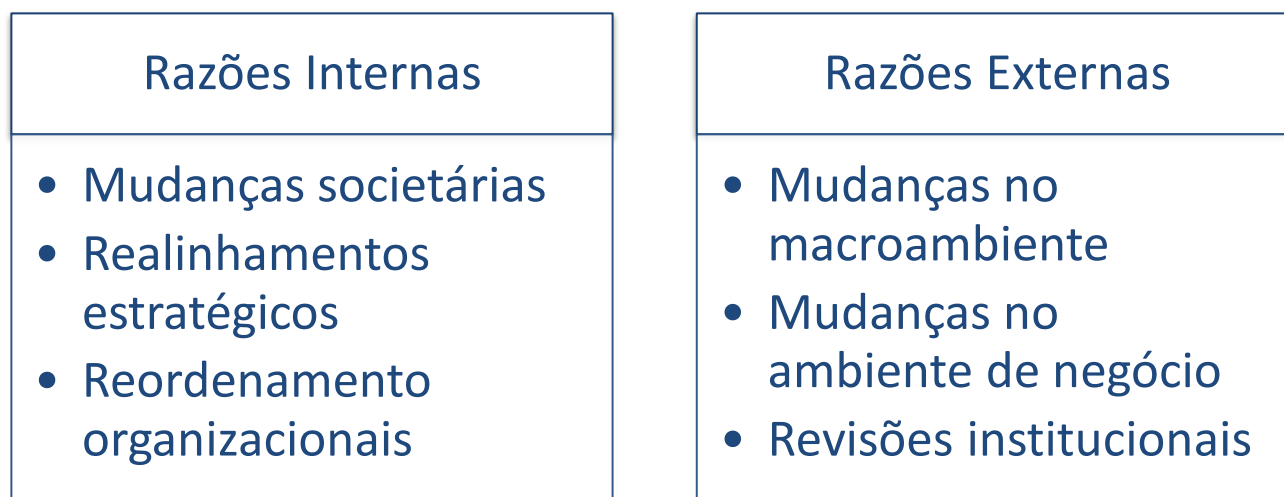 Razões Internas
• Mudanças societárias
• Realinhamentos
estratégicos
• Reordenamento
organizacionais
Razões Externas
• Mudanças no
macroambiente
• Mudanças no
ambiente de negócio
• Revisões institucionais